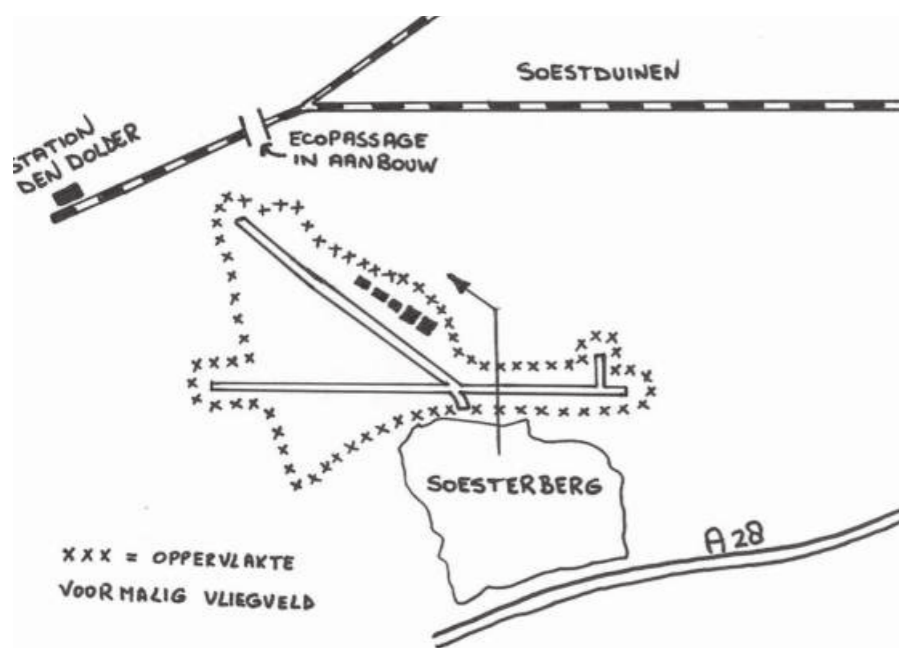 SOESTDUINEN
STATION
DEN DOLDER
ECOPASSAGE
IN AANBOUW
SOESTERBERG
A28
xxx = OPPERVLAKTE
VOORMALIG VLIEGVELD